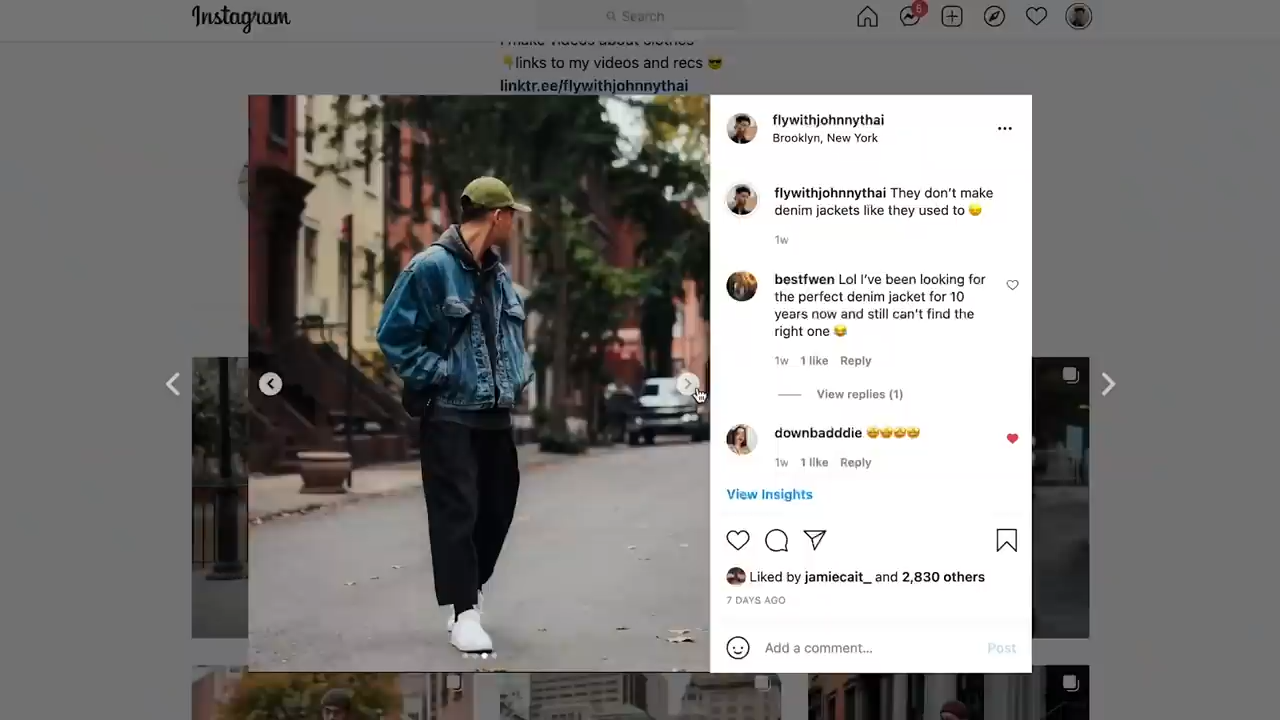 Instagram
Search
6
I make videos about clothes
👇links to my videos and recs 😎
linktr.ee/flywithjohnnythai
flywithjohnnythai
Brooklyn, New York
flywithjohnnythai They don't make
denim jackets like they used to 😔
1w
bestfwen Lol I've been looking for
the perfect denim jacket for 10
years now and still can't find the
right one 😂
1w 1 like Reply
View replies (1)
downbadddie 🤩🤩🤩🤩
1w 1 like Reply
View Insights
Liked by jamiecait_ and 2,830 others
7 DAYS AGO
Add a comment...
Post